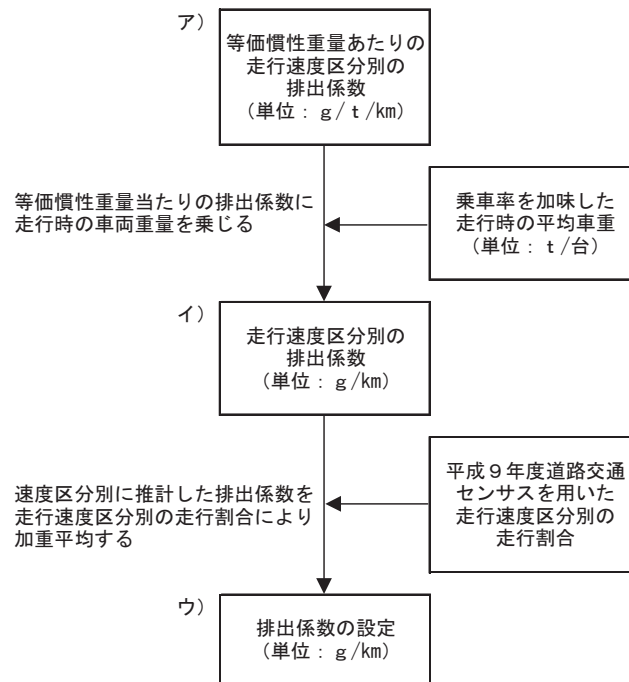 ア）
等価慣性重量あたりの
走行速度区分別の
排出係数
（単位：ｇ/ｔ/km）
等価慣性重量当たりの排出係数に
走行時の車両重量を乗じる
乗車率を加味した
走行時の平均車重
（単位：ｔ/台）
イ）
走行速度区分別の
排出係数
（単位：ｇ/km）
速度区分別に推計した排出係数を
走行速度区分別の走行割合により
加重平均する
平成９年度道路交通
センサスを用いた
走行速度区分別の
走行割合
ウ）
排出係数の設定
（単位：ｇ/km）